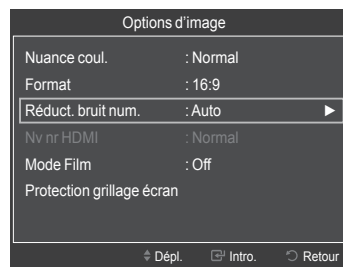 Options d'image
Nuance coul. : Normal
Format : 16:9
Réduct. bruit num. : Auto
Nv nr HDMI : Normal
Mode Film : Off
Protection grillage écran
Dépl. Intro. Retour